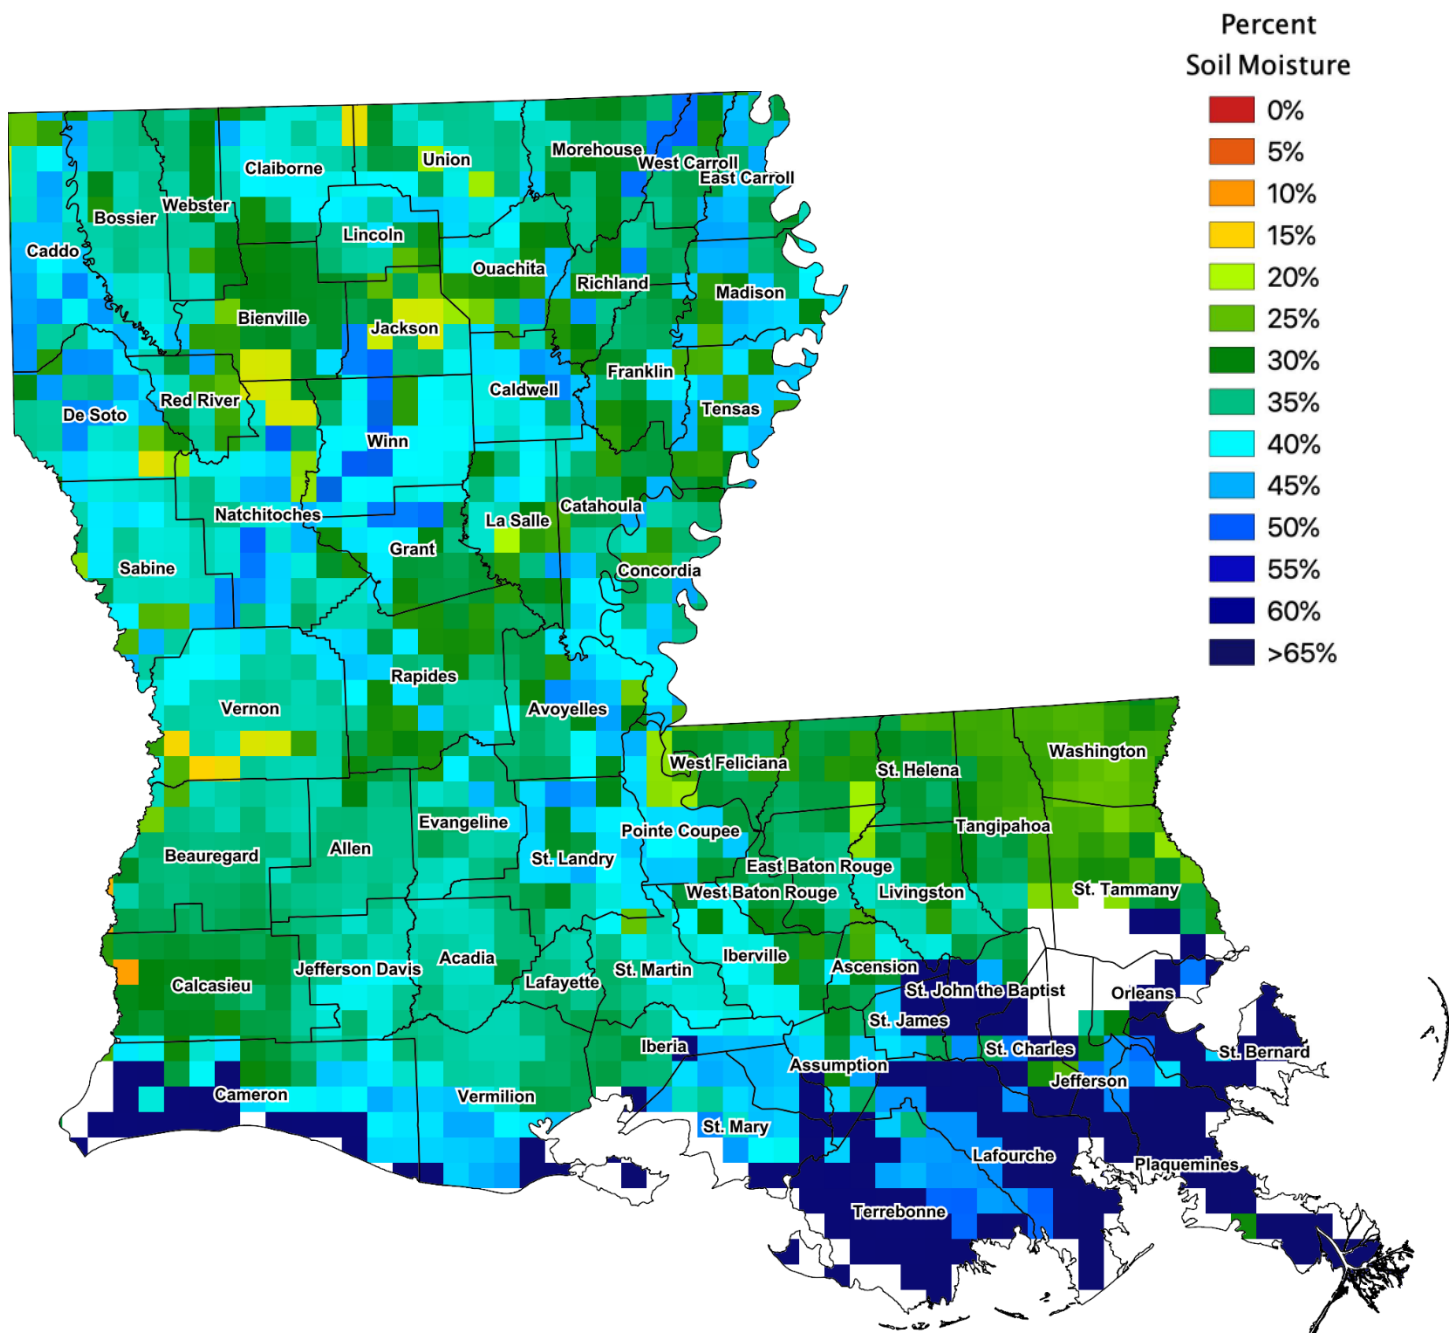 Percent
Soil Moisture
0%
5%
10%
15%
20%
25%
30%
35%
40%
45%
50%
55%
60%
>65%
Claiborne
Union
Morehouse
West Carroll
East Carroll
Webster
Bossier
Lincoln
Caddo
Ouachita
Richland
Madison
Bienville
Jackson
Franklin
Caldwell
Red River
De Soto
Tensas
Winn
Natchitoches
La Salle
Catahoula
Grant
Sabine
Concordia
Rapides
Vernon
Avoyelles
Washington
West Feliciana
St. Helena
Evangeline
Pointe Coupee
Tangipahoa
Allen
Beauregard
St. Landry
East Baton Rouge
West Baton Rouge
Livingston
St. Tammany
Acadia
Iberville
Jefferson Davis
St. Martin
Ascension
Calcasieu
Lafayette
St. John the Baptist
Orleans
St. James
Iberia
St. Charles
St. Bernard
Assumption
Jefferson
Cameron
Vermilion
St. Mary
Lafourche
Plaquemines
Terrebonne